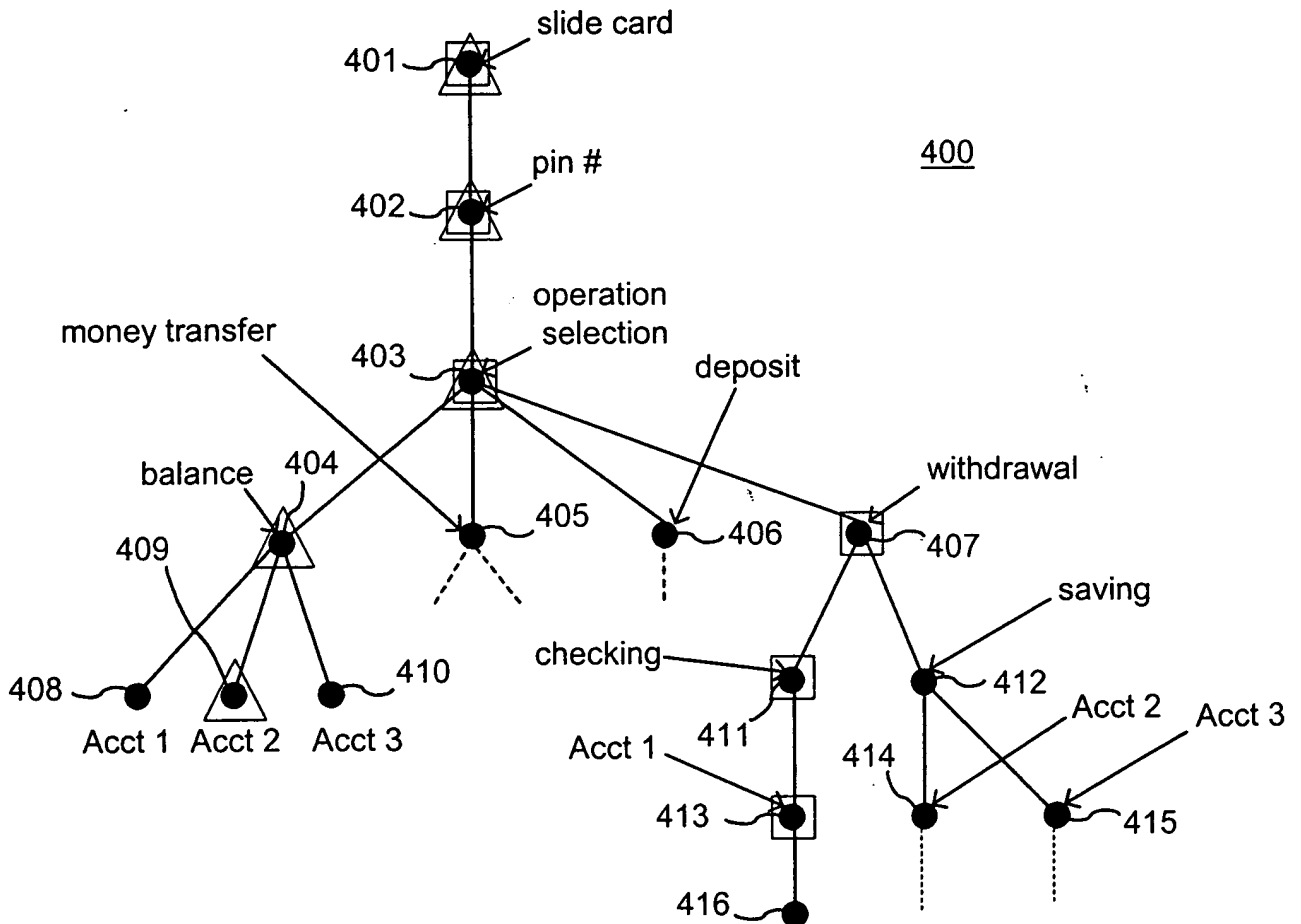 slide card
401
pin #
400
402
operation
selection
money transfer
403
deposit
404
balance
withdrawal
405
406
407
409
saving
checking
408
410
412
411
Acct 1
Acct 2
Acct 3
Acct 2
Acct 3
Acct 1
414
413
415
416